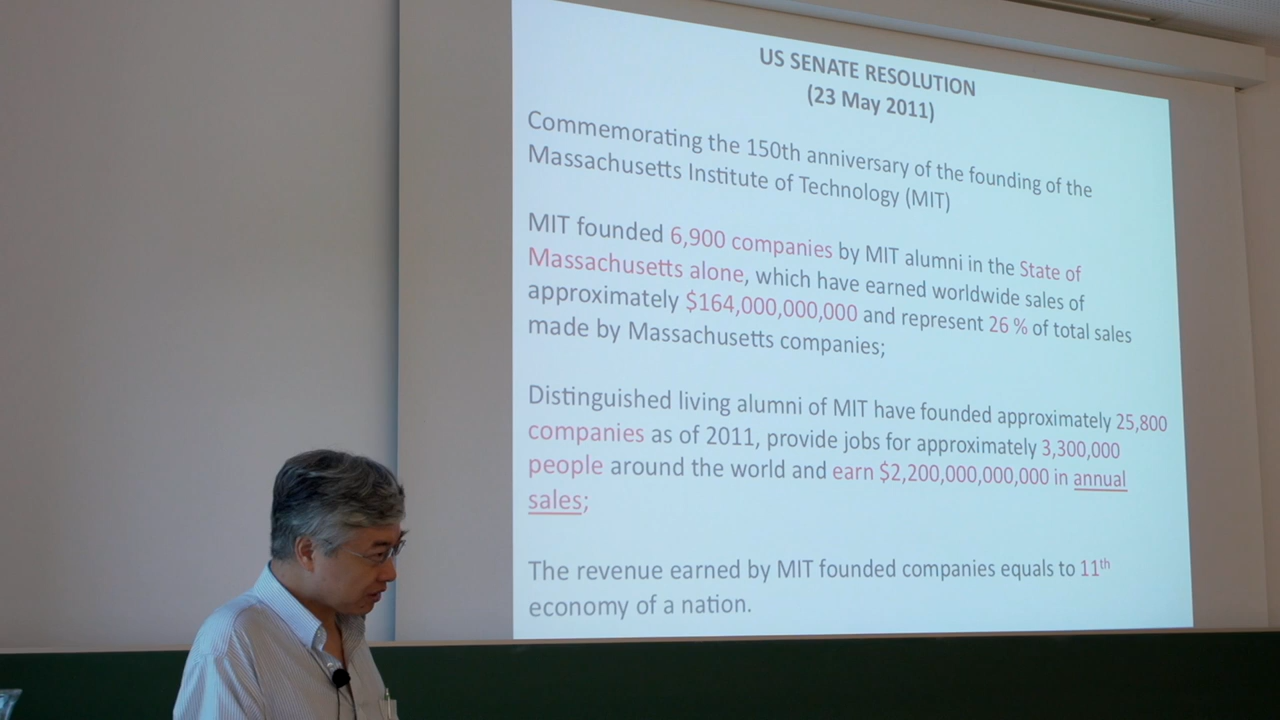 US SENATE RESOLUTION
(23 May 2011)
Commemorating the 150th anniversary of the founding of the
Massachusetts Institute of Technology (MIT)
MIT founded 6,900 companies by MIT alumni in the State of
Massachusetts alone, which have earned worldwide sales of
approximately $164,000,000,000 and represent 26 % of total sales
made by Massachusetts companies;
Distinguished living alumni of MIT have founded approximately 25,800
companies as of 2011, provide jobs for approximately 3,300,000
people around the world and earn $2,200,000,000,000 in annual
sales;
The revenue earned by MIT founded companies equals to 11th
economy of a nation.